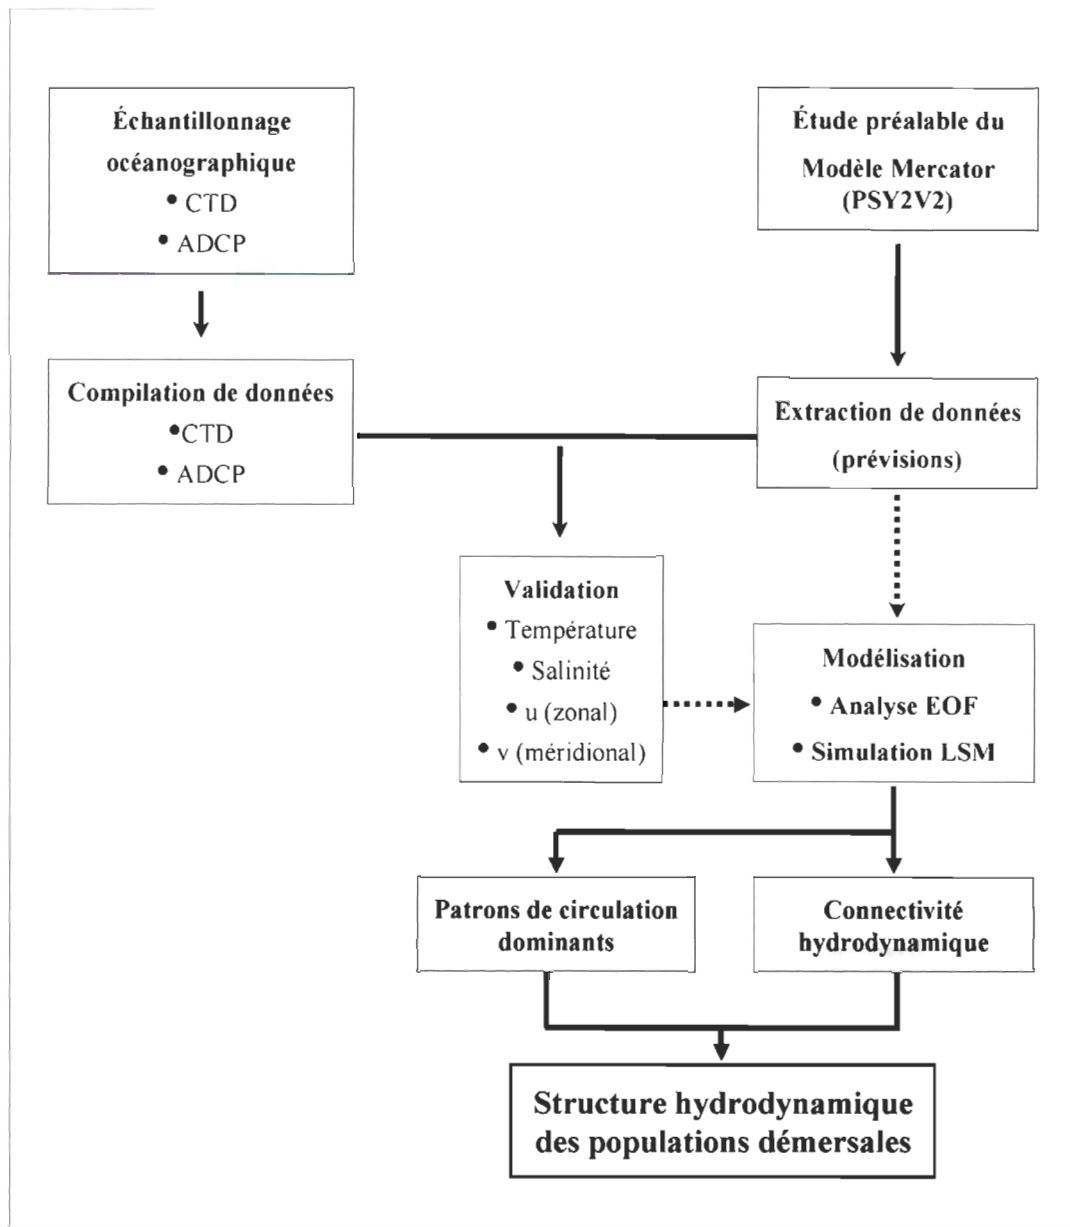 Échantillonnage
océanographique
• CTD
• ADCP
Étude préalable du
Modèle Mercator
(PSY2V2)
Compilation de données
•CTD
• ADCP
Extraction de données
(prévisions)
Validation
• Température
• Salinité
• u (zonal)
• v (méridional)
Modélisation
• Analyse EOF
• Simulation LSM
Patrons de circulation
dominants
Connectivité
hydrodynamique
Structure hydrodynamique
des populations démersales